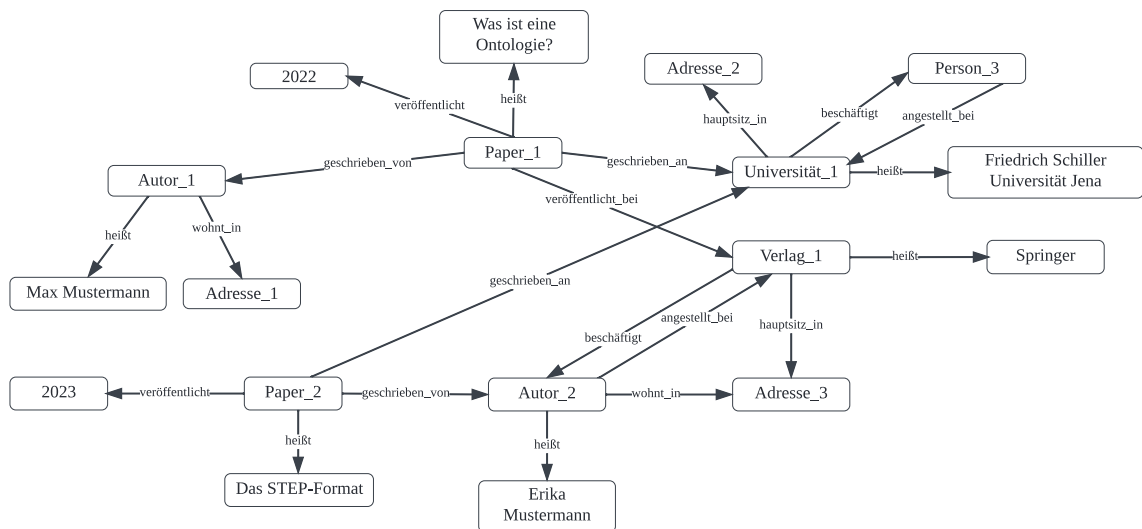 Was ist eine
Ontologie?
2022
Adresse_2
Person_3
heißt
veröffentlicht
beschäftigt
angestellt_bei
hauptsitz_in
Paper_1
geschrieben_von
geschrieben_an
Autor_1
Universität_1
heißt
Friedrich Schiller
Universität Jena
veröffentlicht_bei
heißt
wohnt_in
Verlag_1
heißt
Springer
Max Mustermann
Adresse_1
geschrieben_an
angestellt_bei
hauptsitz_in
beschäftigt
2023
veröffentlicht
Paper_2
geschrieben_von
Autor_2
wohnt_in
Adresse_3
heißt
heißt
Das STEP-Format
Erika
Mustermann